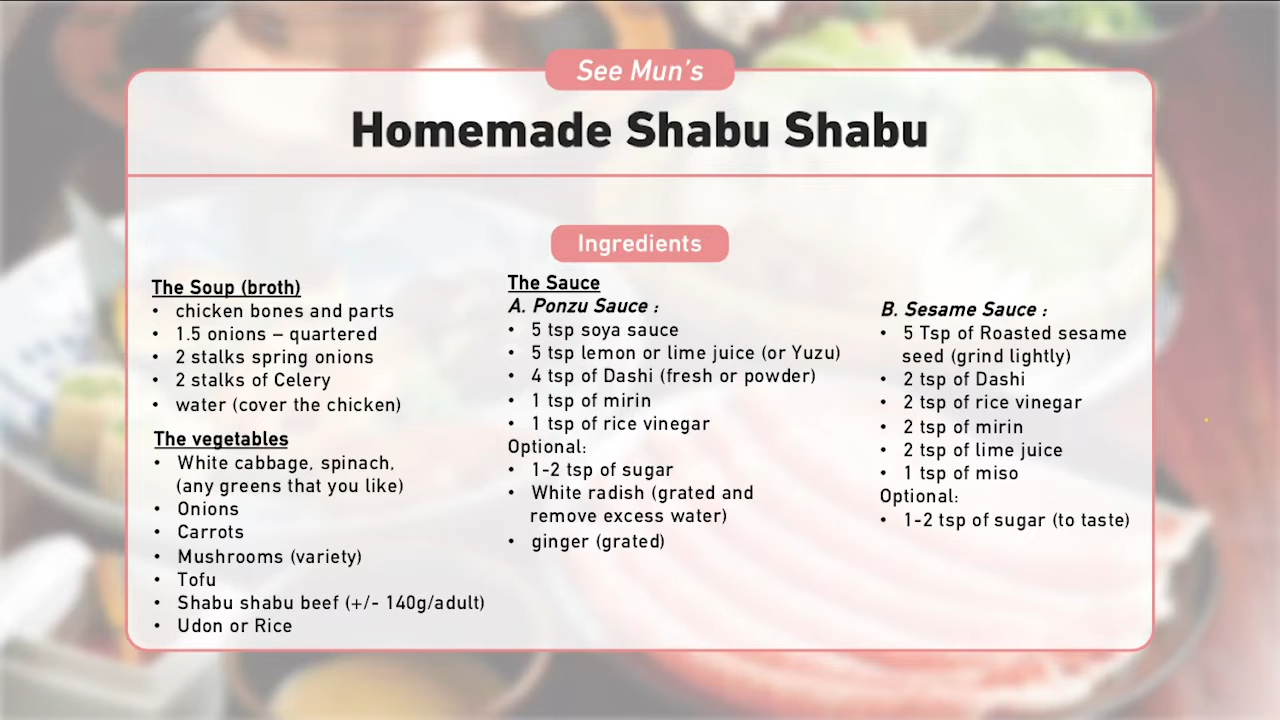 See Mun's
Homemade Shabu Shabu
Ingredients
The Soup (broth)
• chicken bones and parts
• 1.5 onions – quartered
• 2 stalks spring onions
• 2 stalks of Celery
• water (cover the chicken)
The vegetables
• White cabbage, spinach,
(any greens that you like)
• Onions
• Carrots
• Mushrooms (variety)
• Tofu
• Shabu shabu beef (+/- 140g/adult)
• Udon or Rice
The Sauce
A. Ponzu Sauce :
• 5 tsp soya sauce
• 5 tsp lemon or lime juice (or Yuzu)
• 4 tsp of Dashi (fresh or powder)
• 1 tsp of mirin
• 1 tsp of rice vinegar
Optional:
• 1-2 tsp of sugar
• White radish (grated and
remove excess water)
• ginger (grated)
B. Sesame Sauce :
• 5 Tsp of Roasted sesame
seed (grind lightly)
• 2 tsp of Dashi
• 2 tsp of rice vinegar
• 2 tsp of mirin
• 2 tsp of lime juice
• 1 tsp of miso
Optional:
• 1-2 tsp of sugar (to taste)